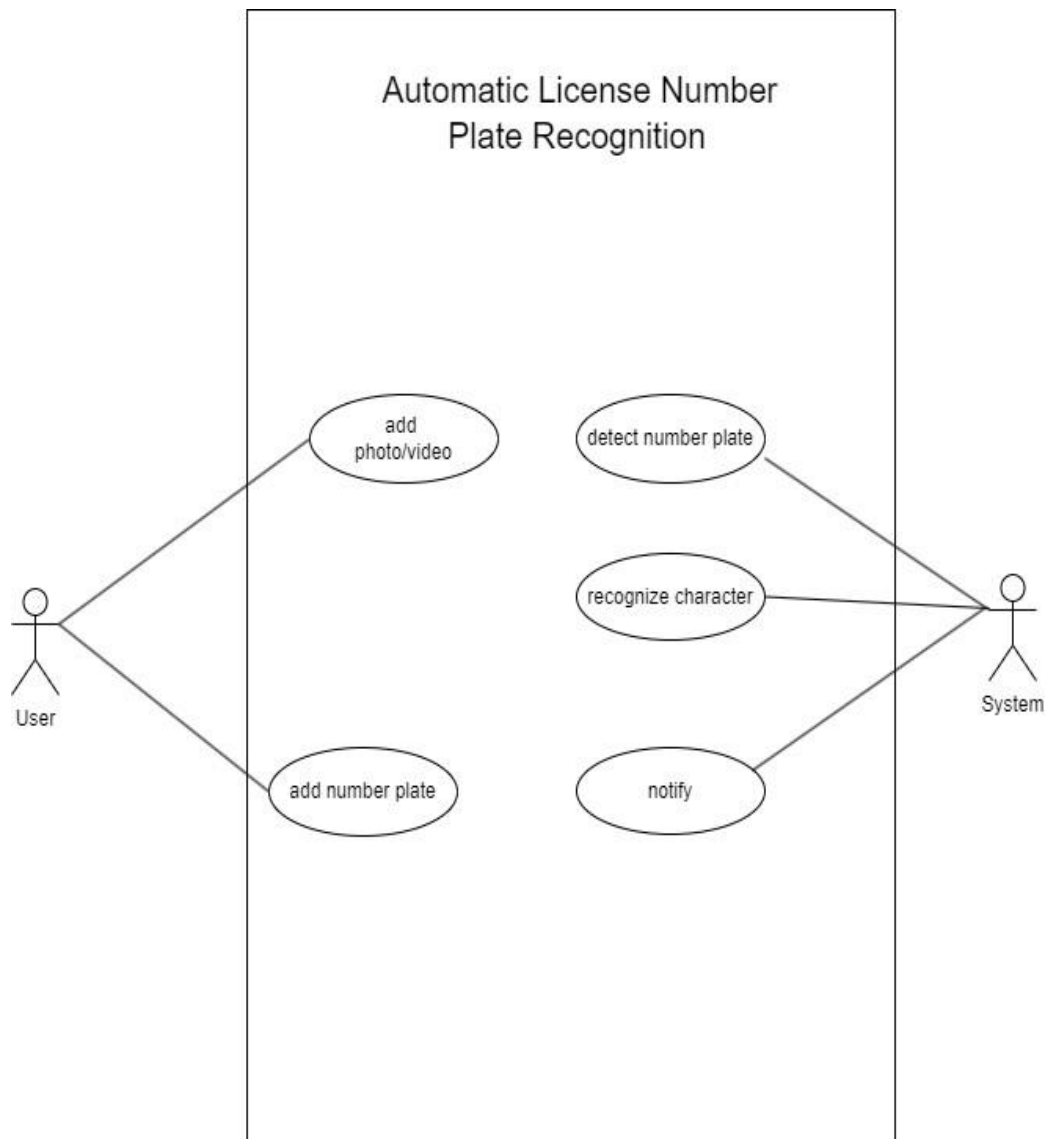 Automatic License Number
Plate Recognition
add
photo/video
detect number plate
recognize character
User
System
add number plate
notify